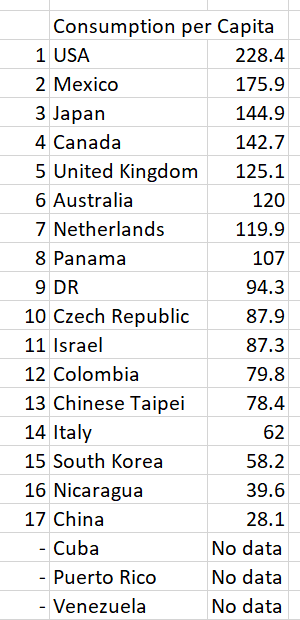 Consumption per Capita
1 USA 228.4
2 Mexico 175.9
3 Japan 144.9
4 Canada 142.7
5 United Kingdom 125.1
6 Australia 120
7 Netherlands 119.9
8 Panama 107
9 DR 94.3
10 Czech Republic 87.9
11 Israel 87.3
12 Colombia 79.8
13 Chinese Taipei 78.4
14 Italy 62
15 South Korea 58.2
16 Nicaragua 39.6
17 China 28.1
- Cuba No data
- Puerto Rico No data
- Venezuela No data